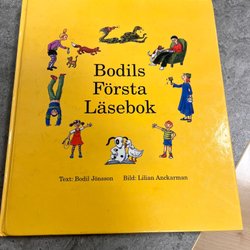 Bodils
Första
Läsebok
Text: Bodil Jönsson Bild: Lilian Anckarman